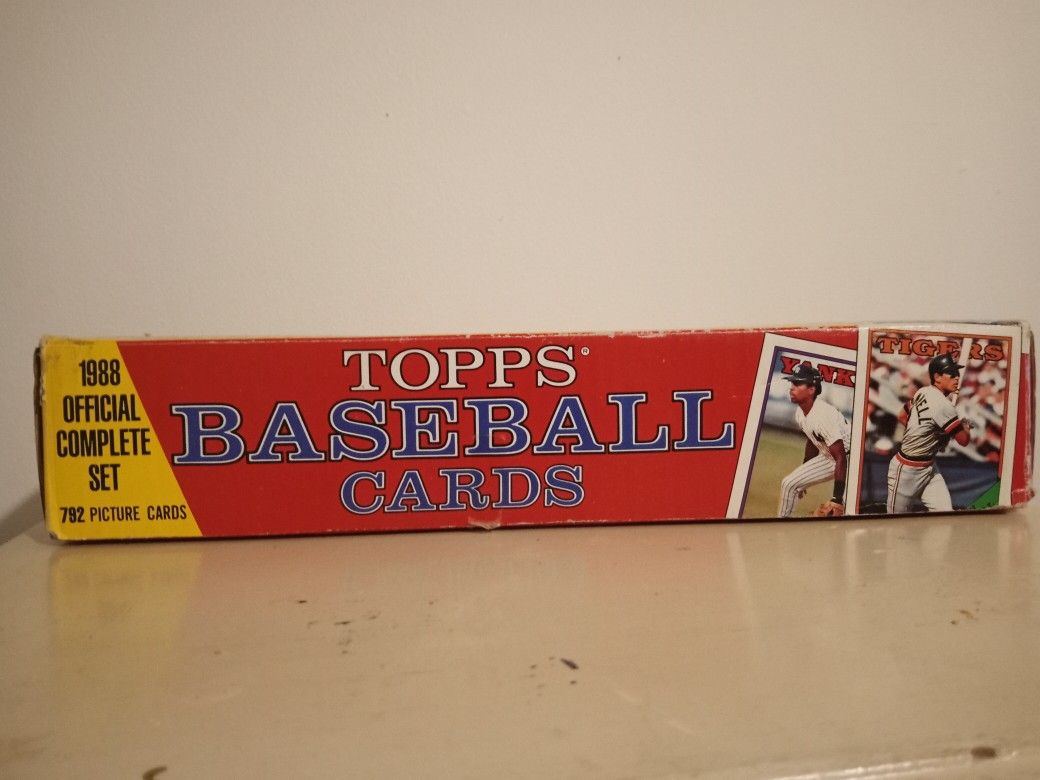 1988
OFFICIAL
COMPLETE
SET
792 PICTURE CARDS
TOPPS®
BASEBALL
CARDS
YANK
TIGERS